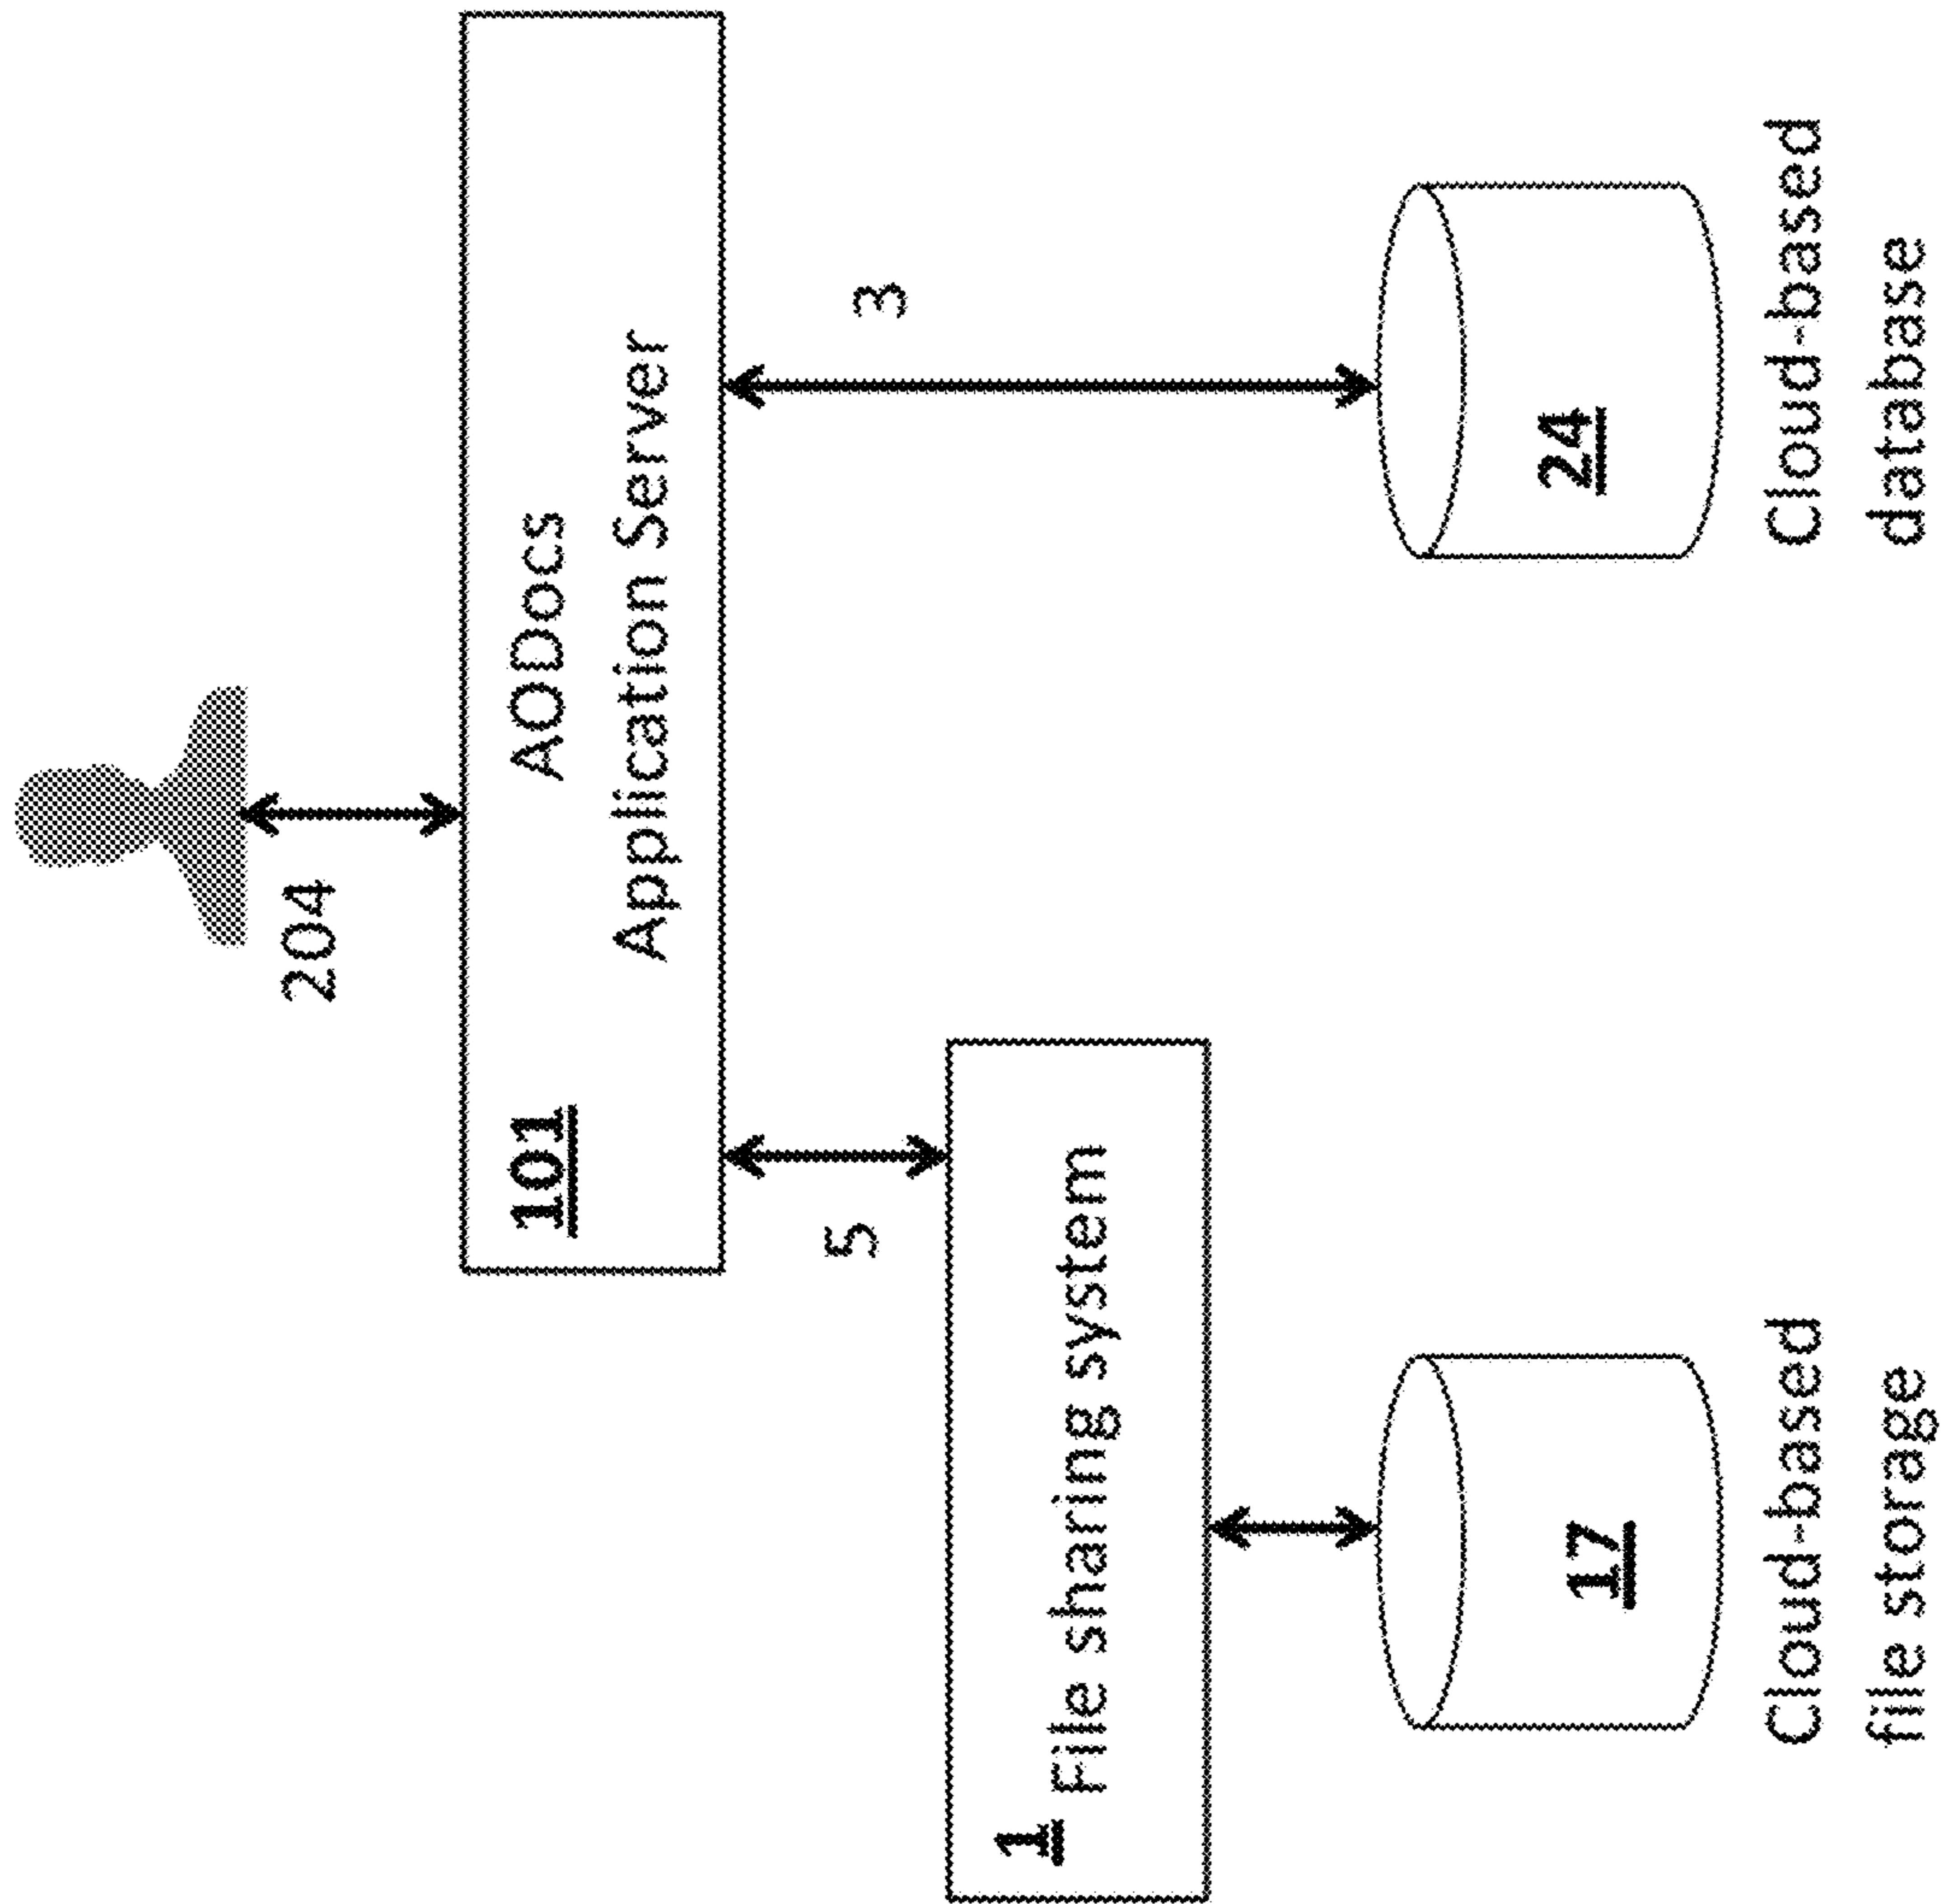 204
101
AODocs
Application Server
5
3
1
File sharing system
17
24
Cloud-based
file storage
Cloud-based
database